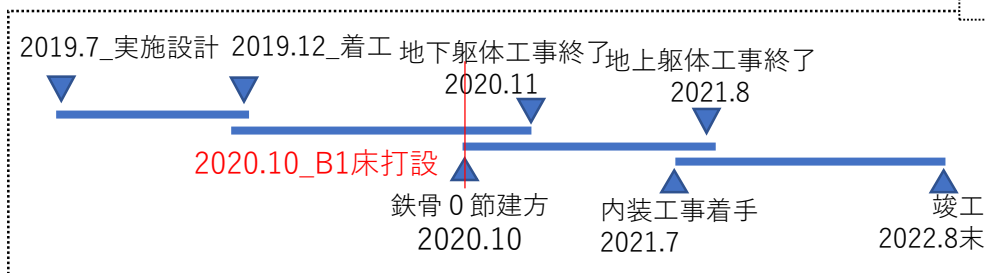 2019.7_実施設計
2019.12_着工
地下躯体工事終了
2020.11
地上躯体工事終了
2021.8
2020.10_B1床打設
鉄骨０節建方
2020.10
内装工事着手
2021.7
竣工
2022.8末